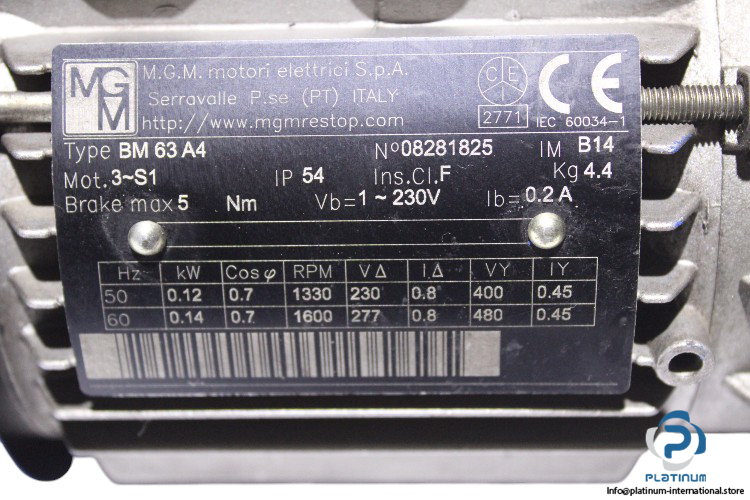 MGM
M.G.M. motori elettrici S.p.A.
Serravalle P.se (PT) ITALY
http://www.mgmrestop.com
C E
2771
CE
IEC 60034-1
Type BM 63 A4 N° 08281825 IM B14
Mot. 3~S1 IP 54 Ins.Cl. F Kg 4.4
Brake max 5 Nm Vb= 1 ~ 230V Ib= 0.2 A
Hz kW Cos φ RPM V Δ I Δ VY IY
50 0.12 0.7 1330 230 0.8 400 0.45
60 0.14 0.7 1600 277 0.8 480 0.45
PLATINUM
Info@platinum-international.store